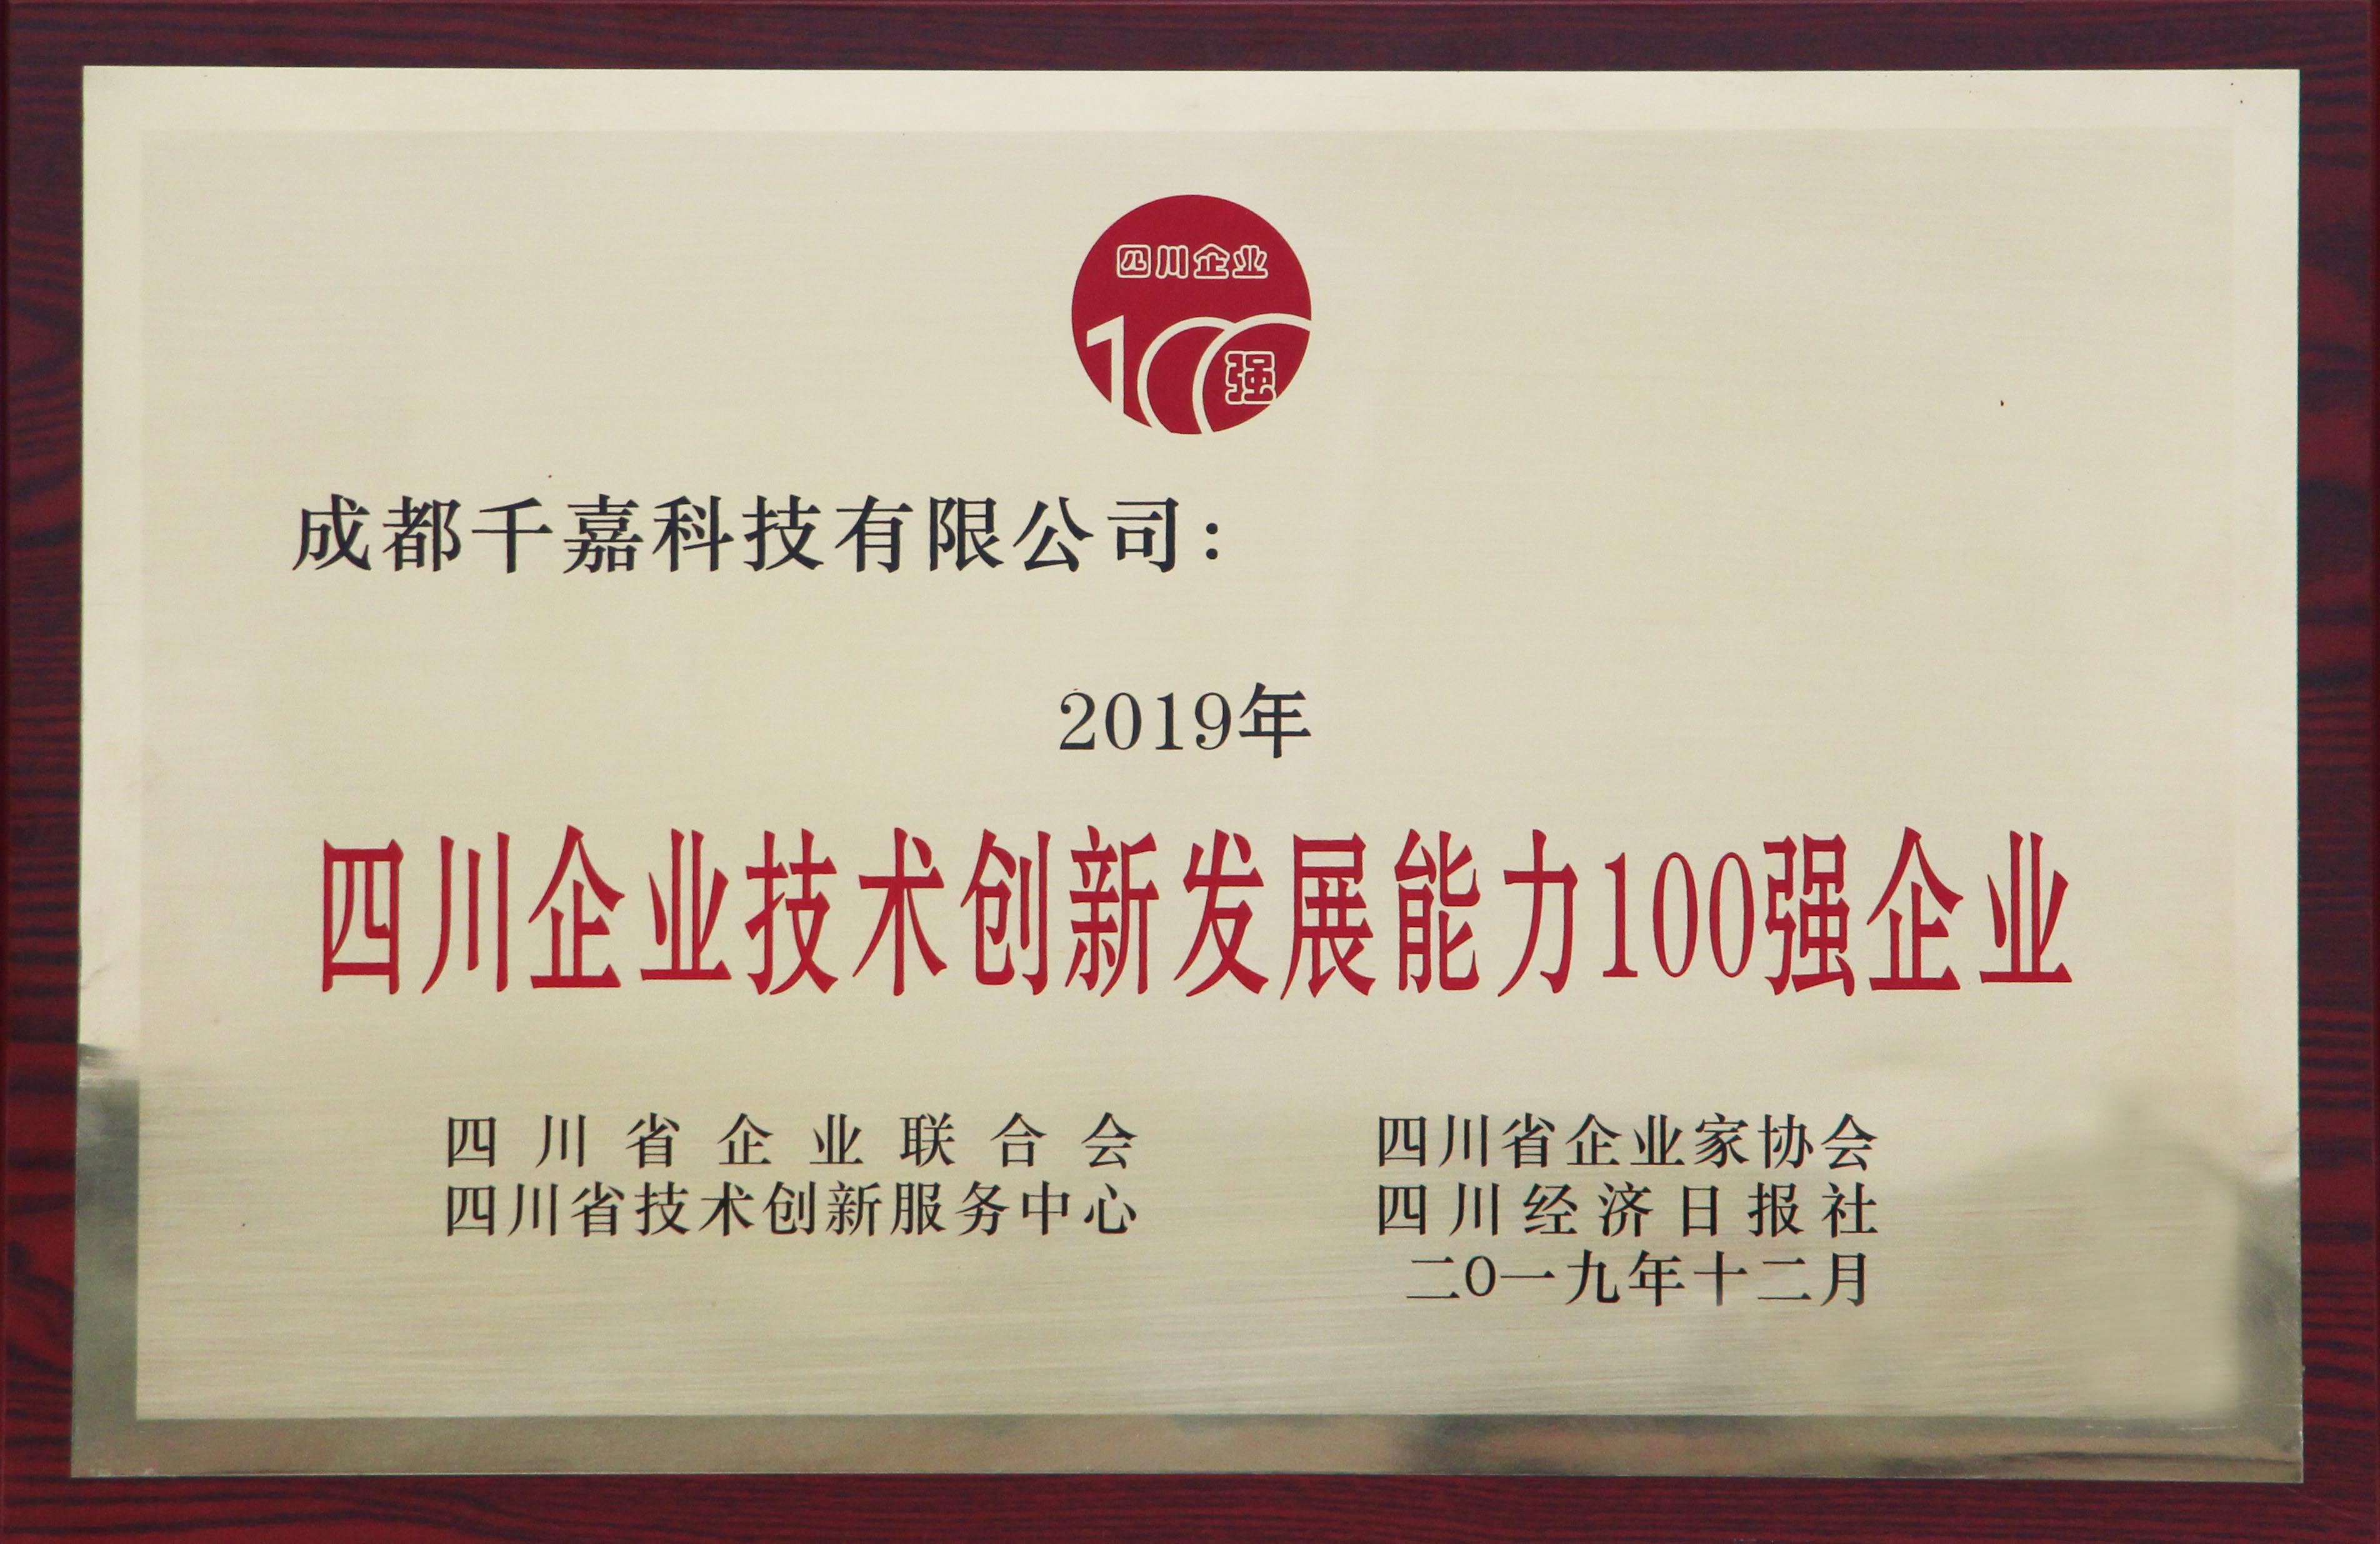 四川企业
100强
成都千嘉科技有限公司：
2019年
四川企业技术创新发展能力100强企业
四川省企业联合会 四川省企业家协会
四川省技术创新服务中心 四川经济日报社
二〇一九年十二月